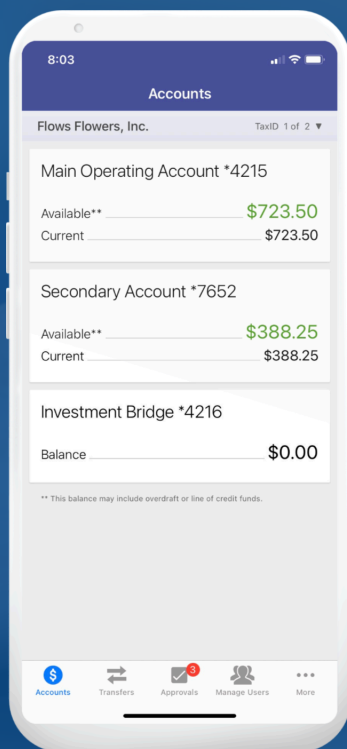 8:03
Accounts
Flows Flowers, Inc. TaxID 1 of 2 ▼
Main Operating Account *4215
Available** $723.50
Current $723.50
Secondary Account *7652
Available** $388.25
Current $388.25
Investment Bridge *4216
Balance $0.00
** This balance may include overdraft or line of credit funds.
3
Accounts Transfers Approvals Manage Users More